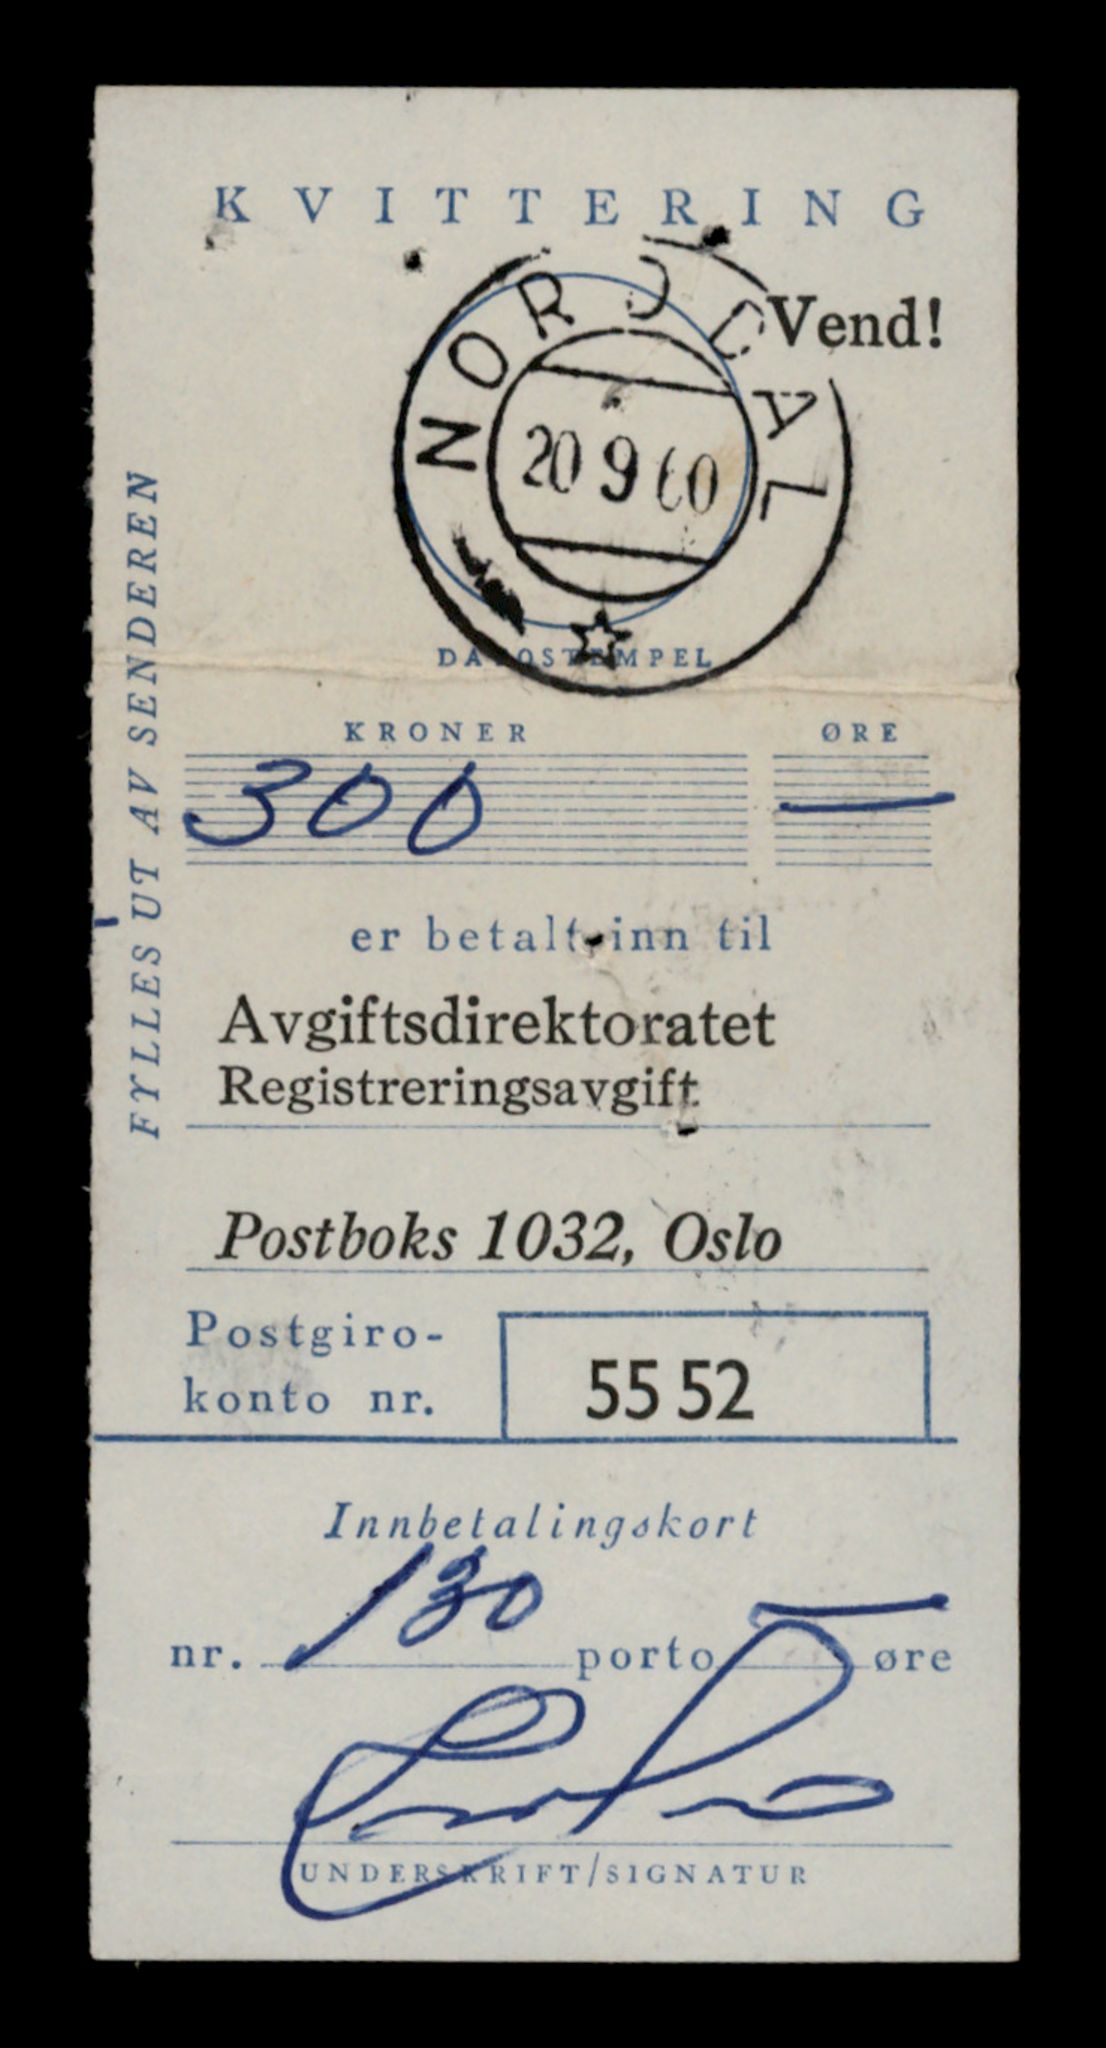 KVITTERING
Vend!
NORDDAL
20 9 60
DATOSTEMPEL
FYLLES UT AV SENDEREN
KRONER ØRE
300 —
er betalt inn til
Avgiftsdirektoratet
Registreringsavgift
Postboks 1032, Oslo
Postgiro-
konto nr. 55 52
Innbetalingskort
nr. 130 porto — øre
UNDERSKRIFT/SIGNATUR